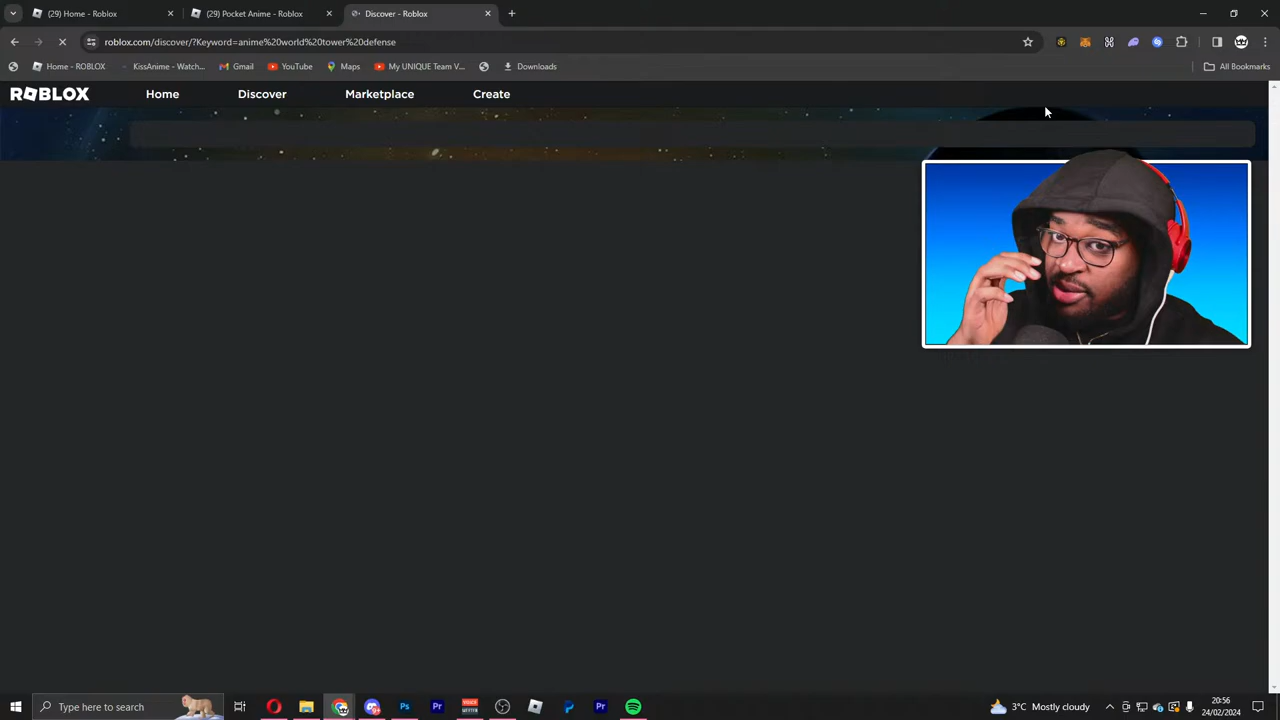 (29) Home - Roblox
(29) Pocket Anime - Roblox
Discover - Roblox
roblox.com/discover/?Keyword=anime%20world%20tower%20defense
Home - ROBLOX
KissAnime - Watch...
Gmail
YouTube
Maps
My UNIQUE Team V...
Downloads
All Bookmarks
ROBLOX
Home
Discover
Marketplace
Create
Type here to search
3°C Mostly cloudy
20:56
24/02/2024